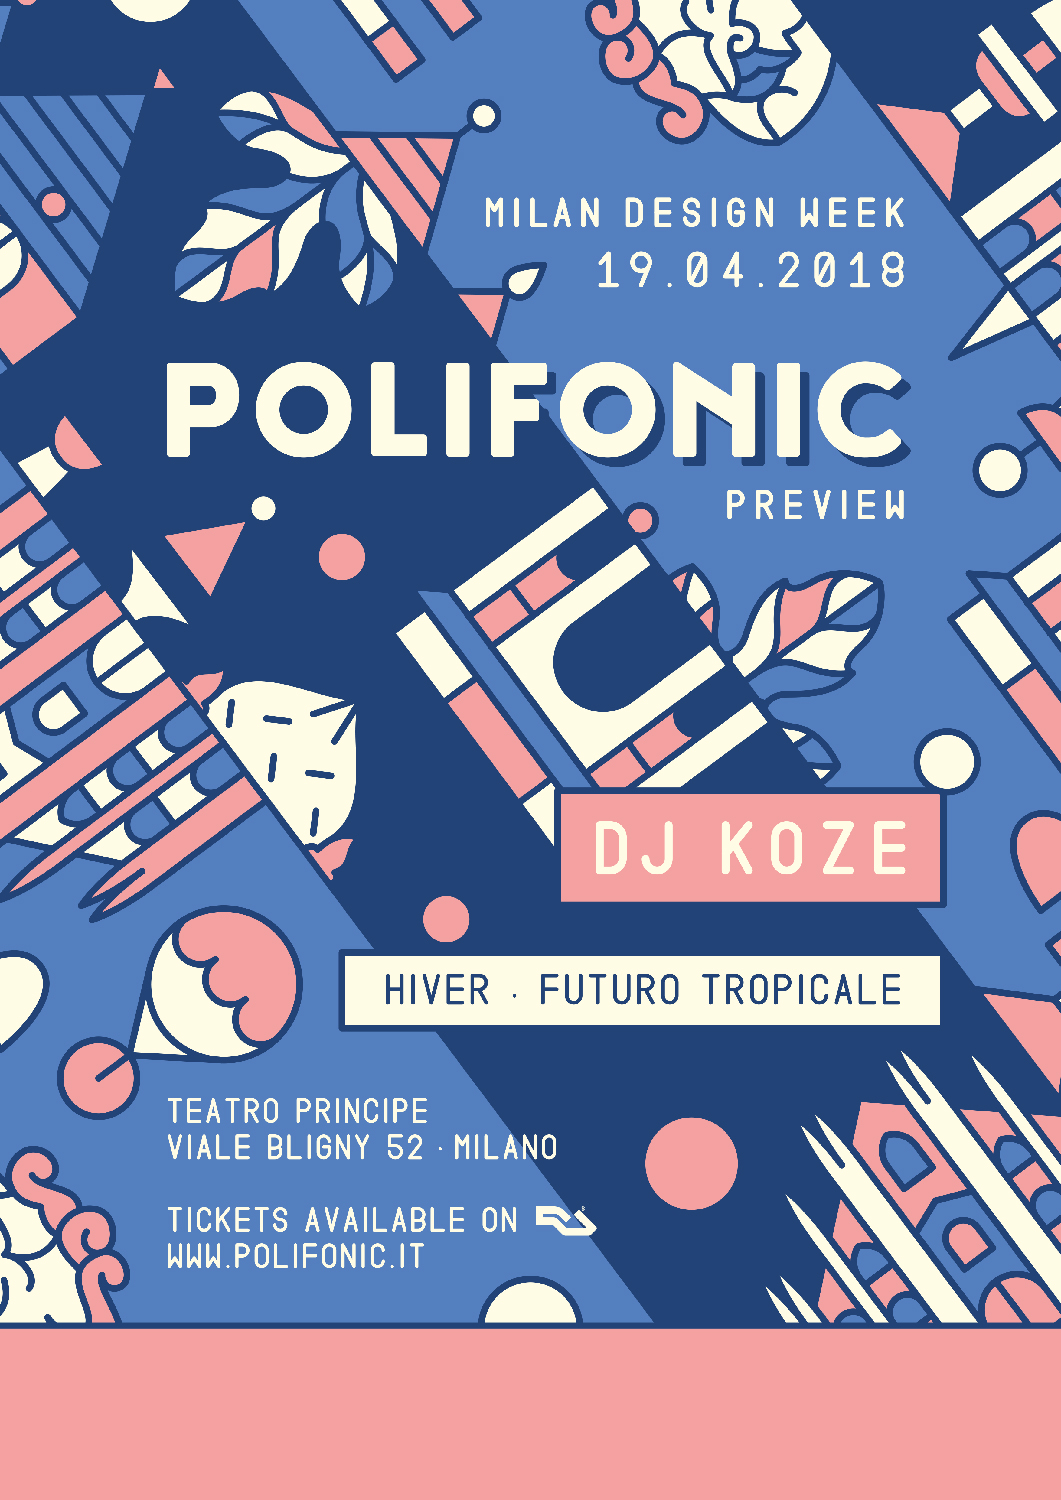 MILAN DESIGN WEEK
19.04.2018
POLIFONIC
PREVIEW
DJ KOZE
HIVER · FUTURO TROPICALE
TEATRO PRINCIPE
VIALE BLIGNY 52 · MILANO
TICKETS AVAILABLE ON
WWW.POLIFONIC.IT